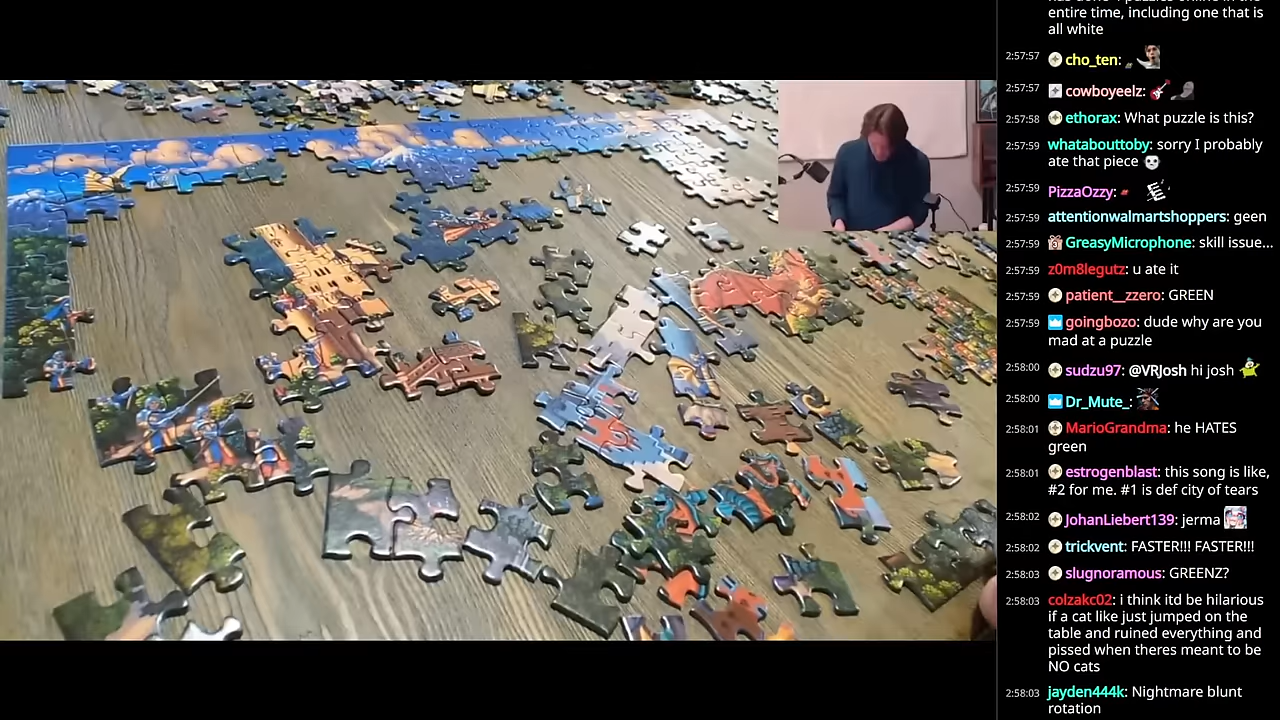 entire time, including one that is
all white
2:57:57 cho_ten:
2:57:57 cowboyeelz:
2:57:58 ethorax: What puzzle is this?
2:57:59 whatabouttoby: sorry I probably
ate that piece
2:57:59 PizzaOzzy:
2:57:59 attentionwalmartshoppers: geen
2:57:59 GreasyMicrophone: skill issue...
2:57:59 z0m8legutz: u ate it
2:57:59 patient__zzero: GREEN
2:57:59 goingbozo: dude why are you
mad at a puzzle
2:58:00 sudzu97: @VRJosh hi josh
2:58:00 Dr_Mute_:
2:58:01 MarioGrandma: he HATES
green
2:58:01 estrogenblast: this song is like,
#2 for me. #1 is def city of tears
2:58:02 JohanLiebert139: jerma
2:58:02 trickvent: FASTER!!! FASTER!!!
2:58:03 slugnoramous: GREENZ?
2:58:03 colzakc02: i think itd be hilarious
if a cat like just jumped on the
table and ruined everything and
pissed when theres meant to be
NO cats
2:58:03 jayden444k: Nightmare blunt
rotation